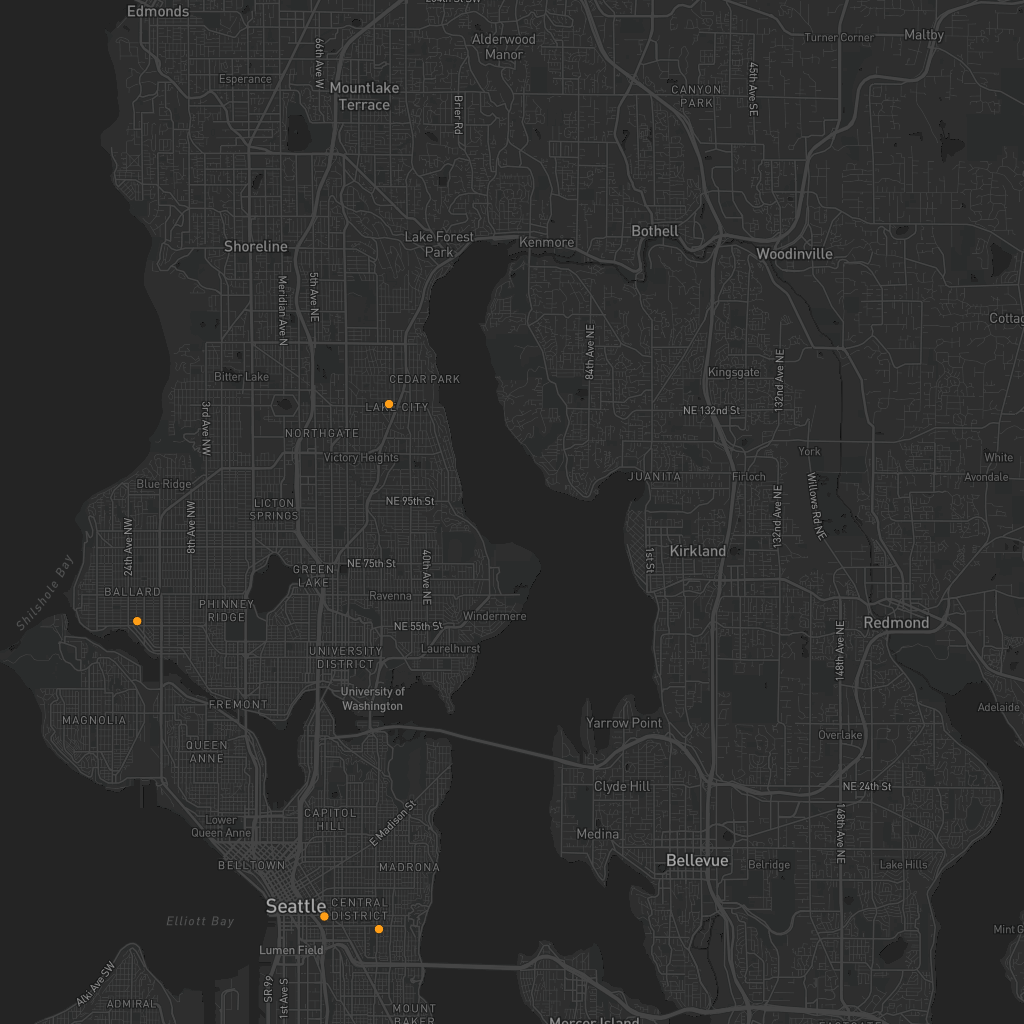 Edmonds
Alderwood
Manor
Turner Corner
Maltby
66th Ave W
Esperance
Mountlake
Terrace
CANYON
PARK
45th Ave SE
Brier Rd
Shoreline
Lake Forest
Park
Kenmore
Bothell
Woodinville
Meridian Ave N
5th Ave NE
84th Ave NE
Bitter Lake
CEDAR PARK
Kingsgate
132nd Ave NE
3rd Ave NW
LAKE CITY
NE 132nd St
NORTHGATE
Victory Heights
York
White
Blue Ridge
JUANITA
Firloch
Avondale
LICTON
SPRINGS
NE 95th St
8th Ave NW
24th Ave NW
132nd Ave NE
Willows Rd NE
Kirkland
1st St
Shilshole Bay
GREEN
LAKE
NE 75th St
40th Ave NE
BALLARD
PHINNEY
RIDGE
Ravenna
Windermere
NE 55th St
Redmond
148th Ave NE
UNIVERSITY
DISTRICT
Laurelhurst
University of
Washington
FREMONT
MAGNOLIA
Yarrow Point
Adelaide
Overlake
QUEEN
ANNE
Clyde Hill
NE 24th St
CAPITOL
HILL
E Madison St
Lower
Queen Anne
Medina
148th Ave NE
BELLTOWN
MADRONA
Bellevue
Belridge
Lake Hills
Seattle
CENTRAL
DISTRICT
Elliott Bay
Lumen Field
Alki Ave SW
SR 99
1st Ave S
ADMIRAL
MOUNT
BAKER
Mercer Island